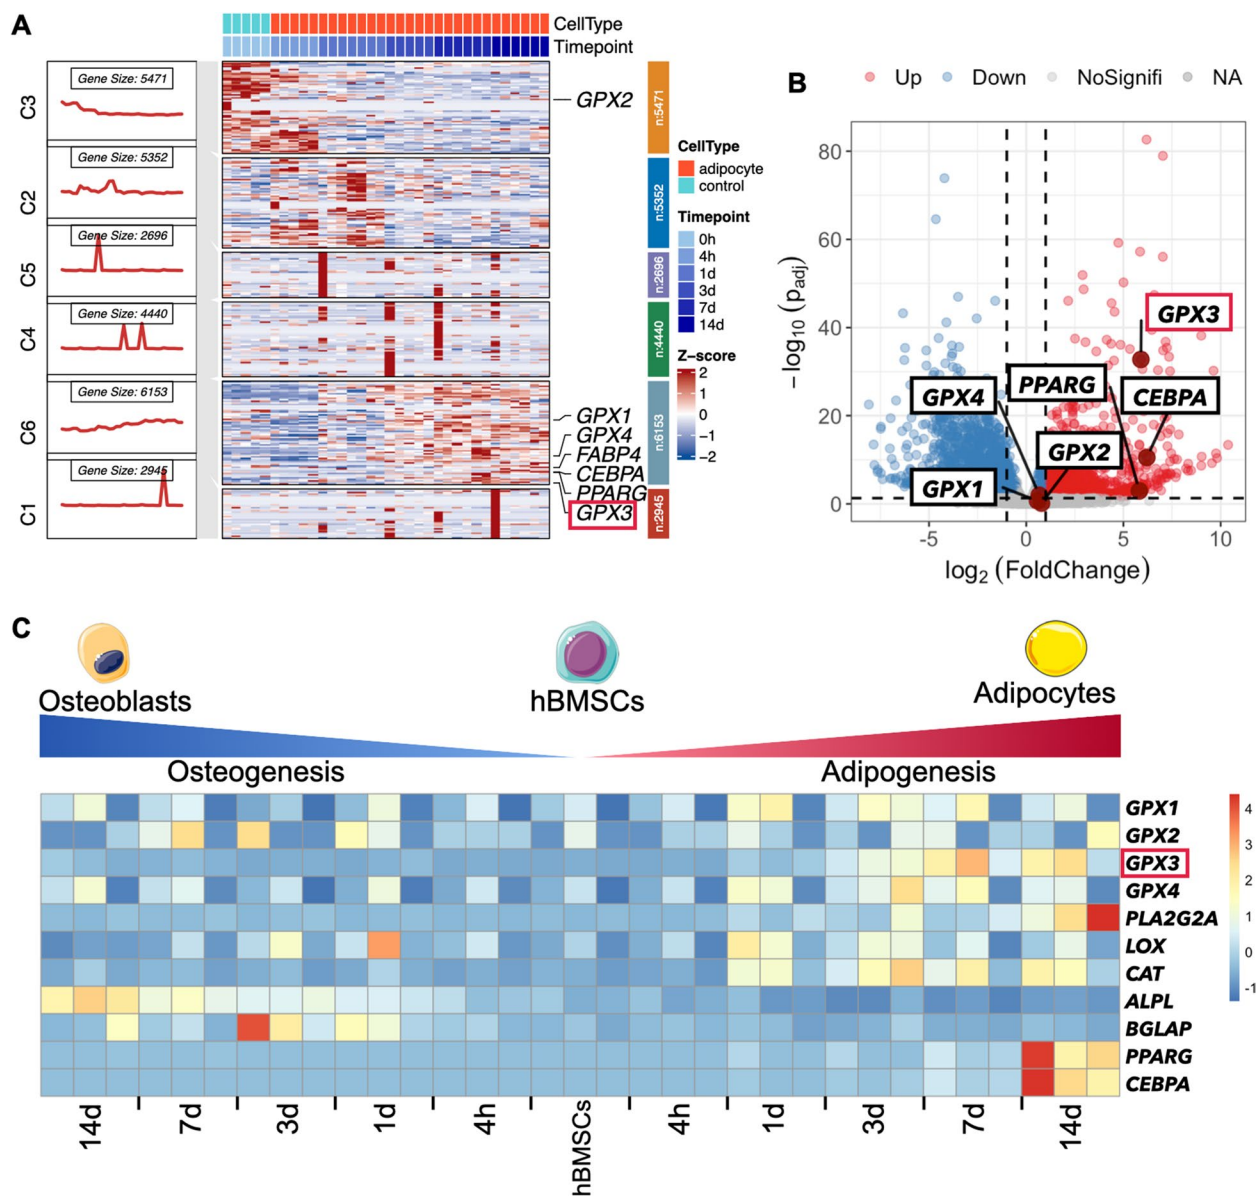 A
CellType
Timepoint
C3
Gene Size: 5471
GPX2
n:5471
C2
Gene Size: 5352
n:5352
C5
Gene Size: 2696
n:2696
C4
Gene Size: 4440
n:4440
C6
Gene Size: 6153
n:6153
GPX1
GPX4
FABP4
CEBPA
PPARG
GPX3
C1
Gene Size: 2945
n:2945
CellType
adipocyte
control
Timepoint
0h
4h
1d
3d
7d
14d
Z-score
2
1
0
−1
−2
B
Up Down NoSignifi NA
−log10 (padj)
80
60
40
20
0
GPX3
PPARG
GPX4
CEBPA
GPX2
GPX1
-5 0 5 10
log2 (FoldChange)
C
Osteoblasts hBMSCs Adipocytes
Osteogenesis Adipogenesis
GPX1
GPX2
GPX3
GPX4
PLA2G2A
LOX
CAT
ALPL
BGLAP
PPARG
CEBPA
4
3
2
1
0
-1
14d 7d 3d 1d 4h hBMSCs 4h 1d 3d 7d 14d